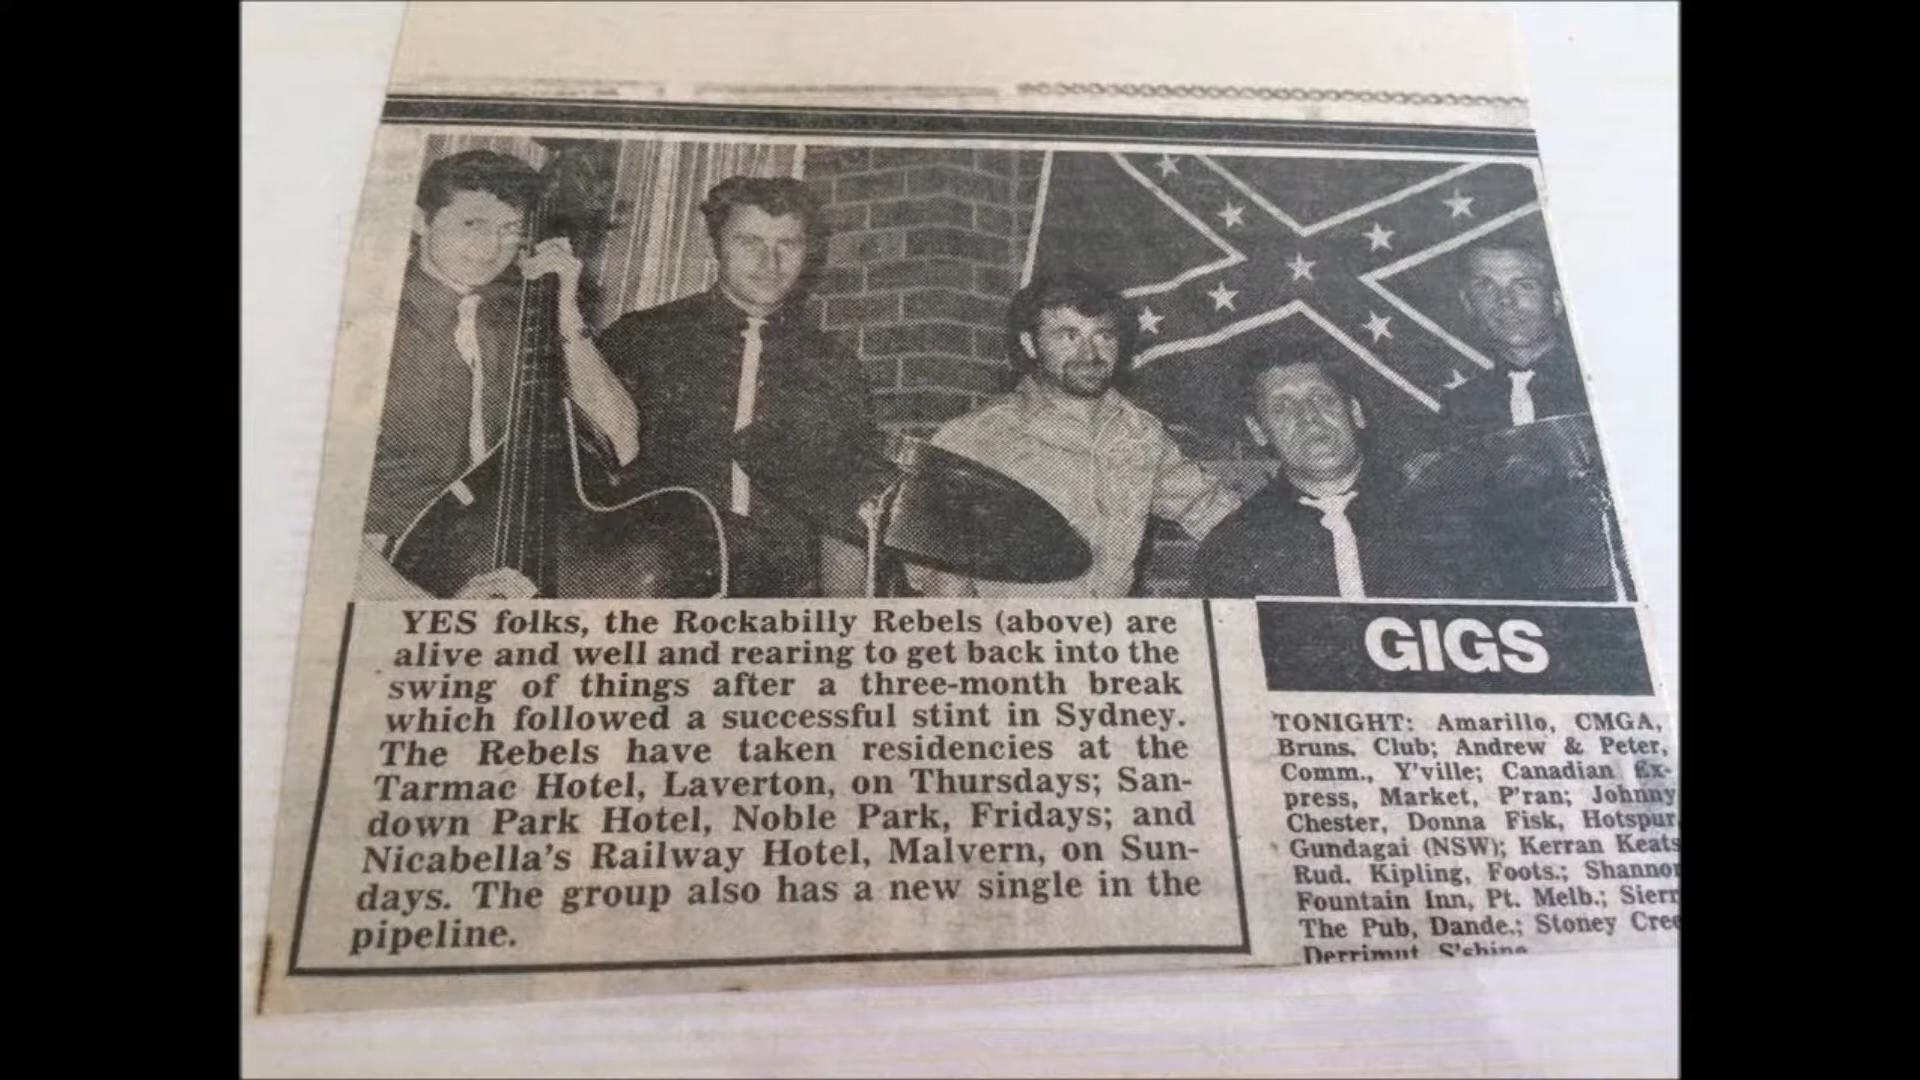 YES folks, the Rockabilly Rebels (above) are
alive and well and rearing to get back into the
swing of things after a three-month break
which followed a successful stint in Sydney.
The Rebels have taken residencies at the
Tarmac Hotel, Laverton, on Thursdays; San-
down Park Hotel, Noble Park, Fridays; and
Nicabella's Railway Hotel, Malvern, on Sun-
days. The group also has a new single in the
pipeline.
GIGS
TONIGHT: Amarillo, CMGA,
Bruns. Club; Andrew & Peter,
Comm., Y'ville; Canadian Ex-
press, Market, P'ran; Johnny
Chester, Donna Fisk, Hotspur,
Gundagai (NSW); Kerran Keats
Rud. Kipling, Foots.; Shannon
Fountain Inn, Pt. Melb.; Sierr
The Pub, Dande.; Stoney Cree
Derrimut S'shine